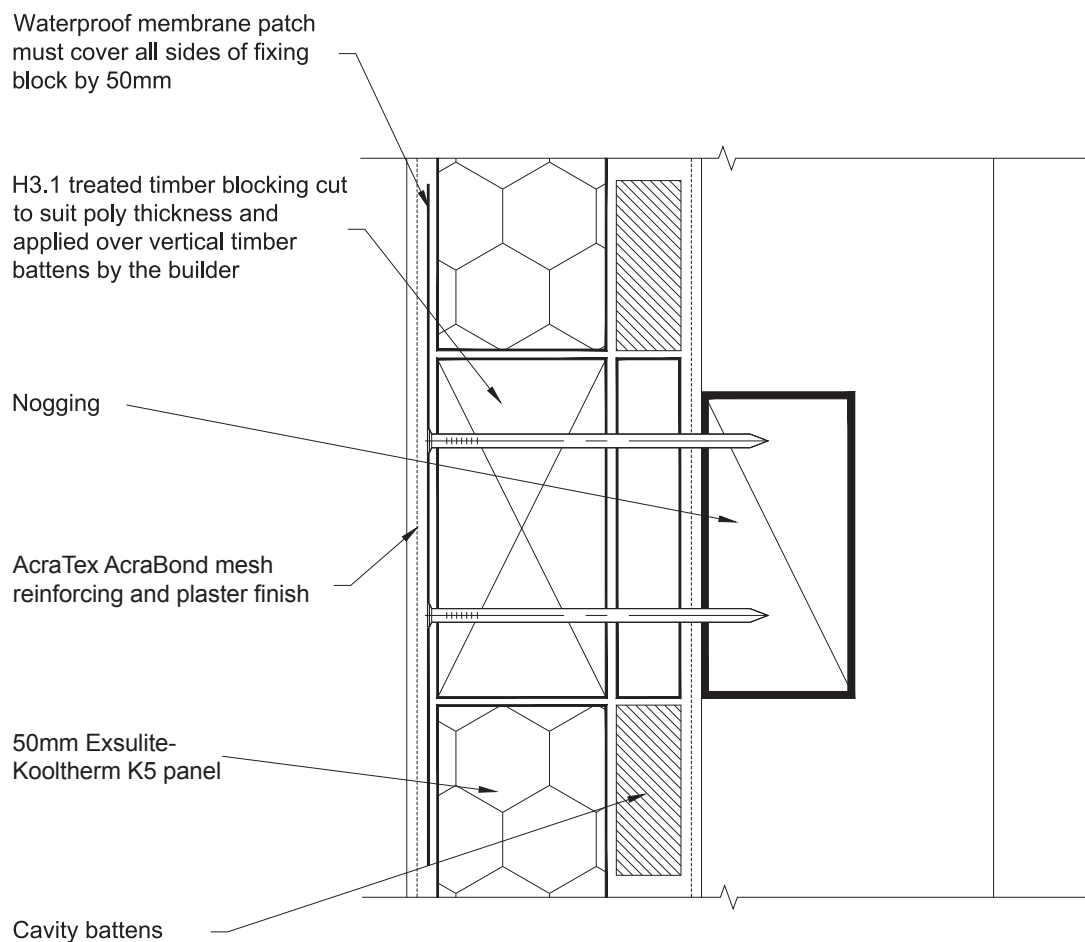 Waterproof membrane patch
must cover all sides of fixing
block by 50mm
H3.1 treated timber blocking cut
to suit poly thickness and
applied over vertical timber
battens by the builder
Nogging
AcraTex AcraBond mesh
reinforcing and plaster finish
50mm Exsulite-
Kooltherm K5 panel
Cavity battens